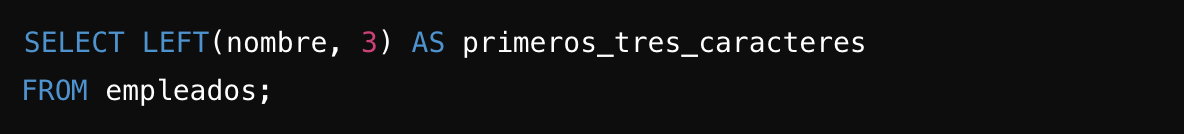 SELECT LEFT(nombre, 3) AS primeros_tres_caracteres
FROM empleados;